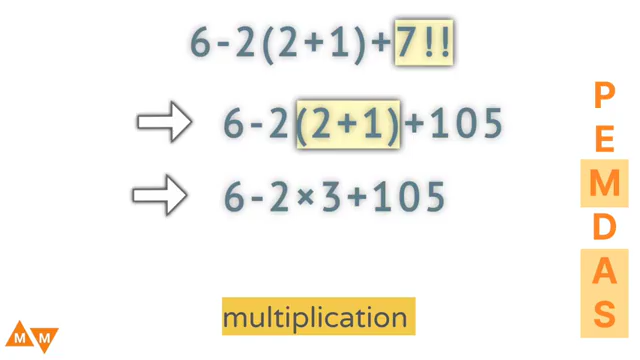 6-2(2+1)+7!!
6-2(2+1)+105
6-2×3+105
P
E
M
D
A
S
multiplication
M M